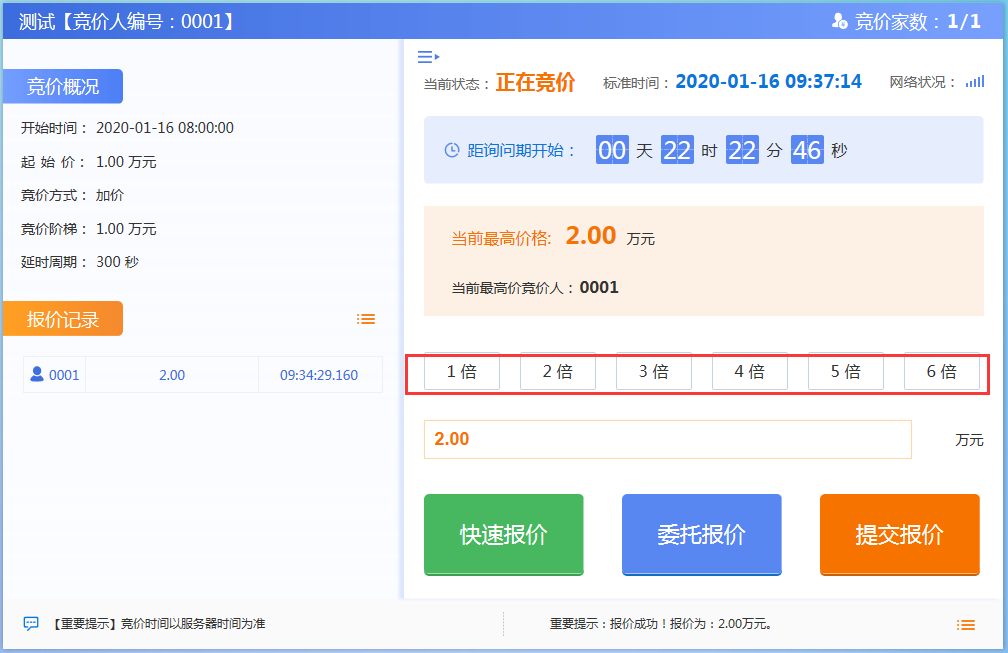 测试【竞价人编号：0001】
竞价家数：1/1
竞价概况
开始时间： 2020-01-16 08:00:00
起 始 价： 1.00 万元
竞价方式： 加价
竞价阶梯： 1.00 万元
延时周期： 300 秒
报价记录
0001 2.00 09:34:29.160
当前状态：正在竞价 标准时间：2020-01-16 09:37:14 网络状况：
距询问期开始： 00 天 22 时 22 分 46 秒
当前最高价格: 2.00 万元
当前最高价竞价人：0001
1 倍 2 倍 3 倍 4 倍 5 倍 6 倍
2.00 万元
快速报价 委托报价 提交报价
【重要提示】竞价时间以服务器时间为准
重要提示：报价成功！报价为：2.00万元。